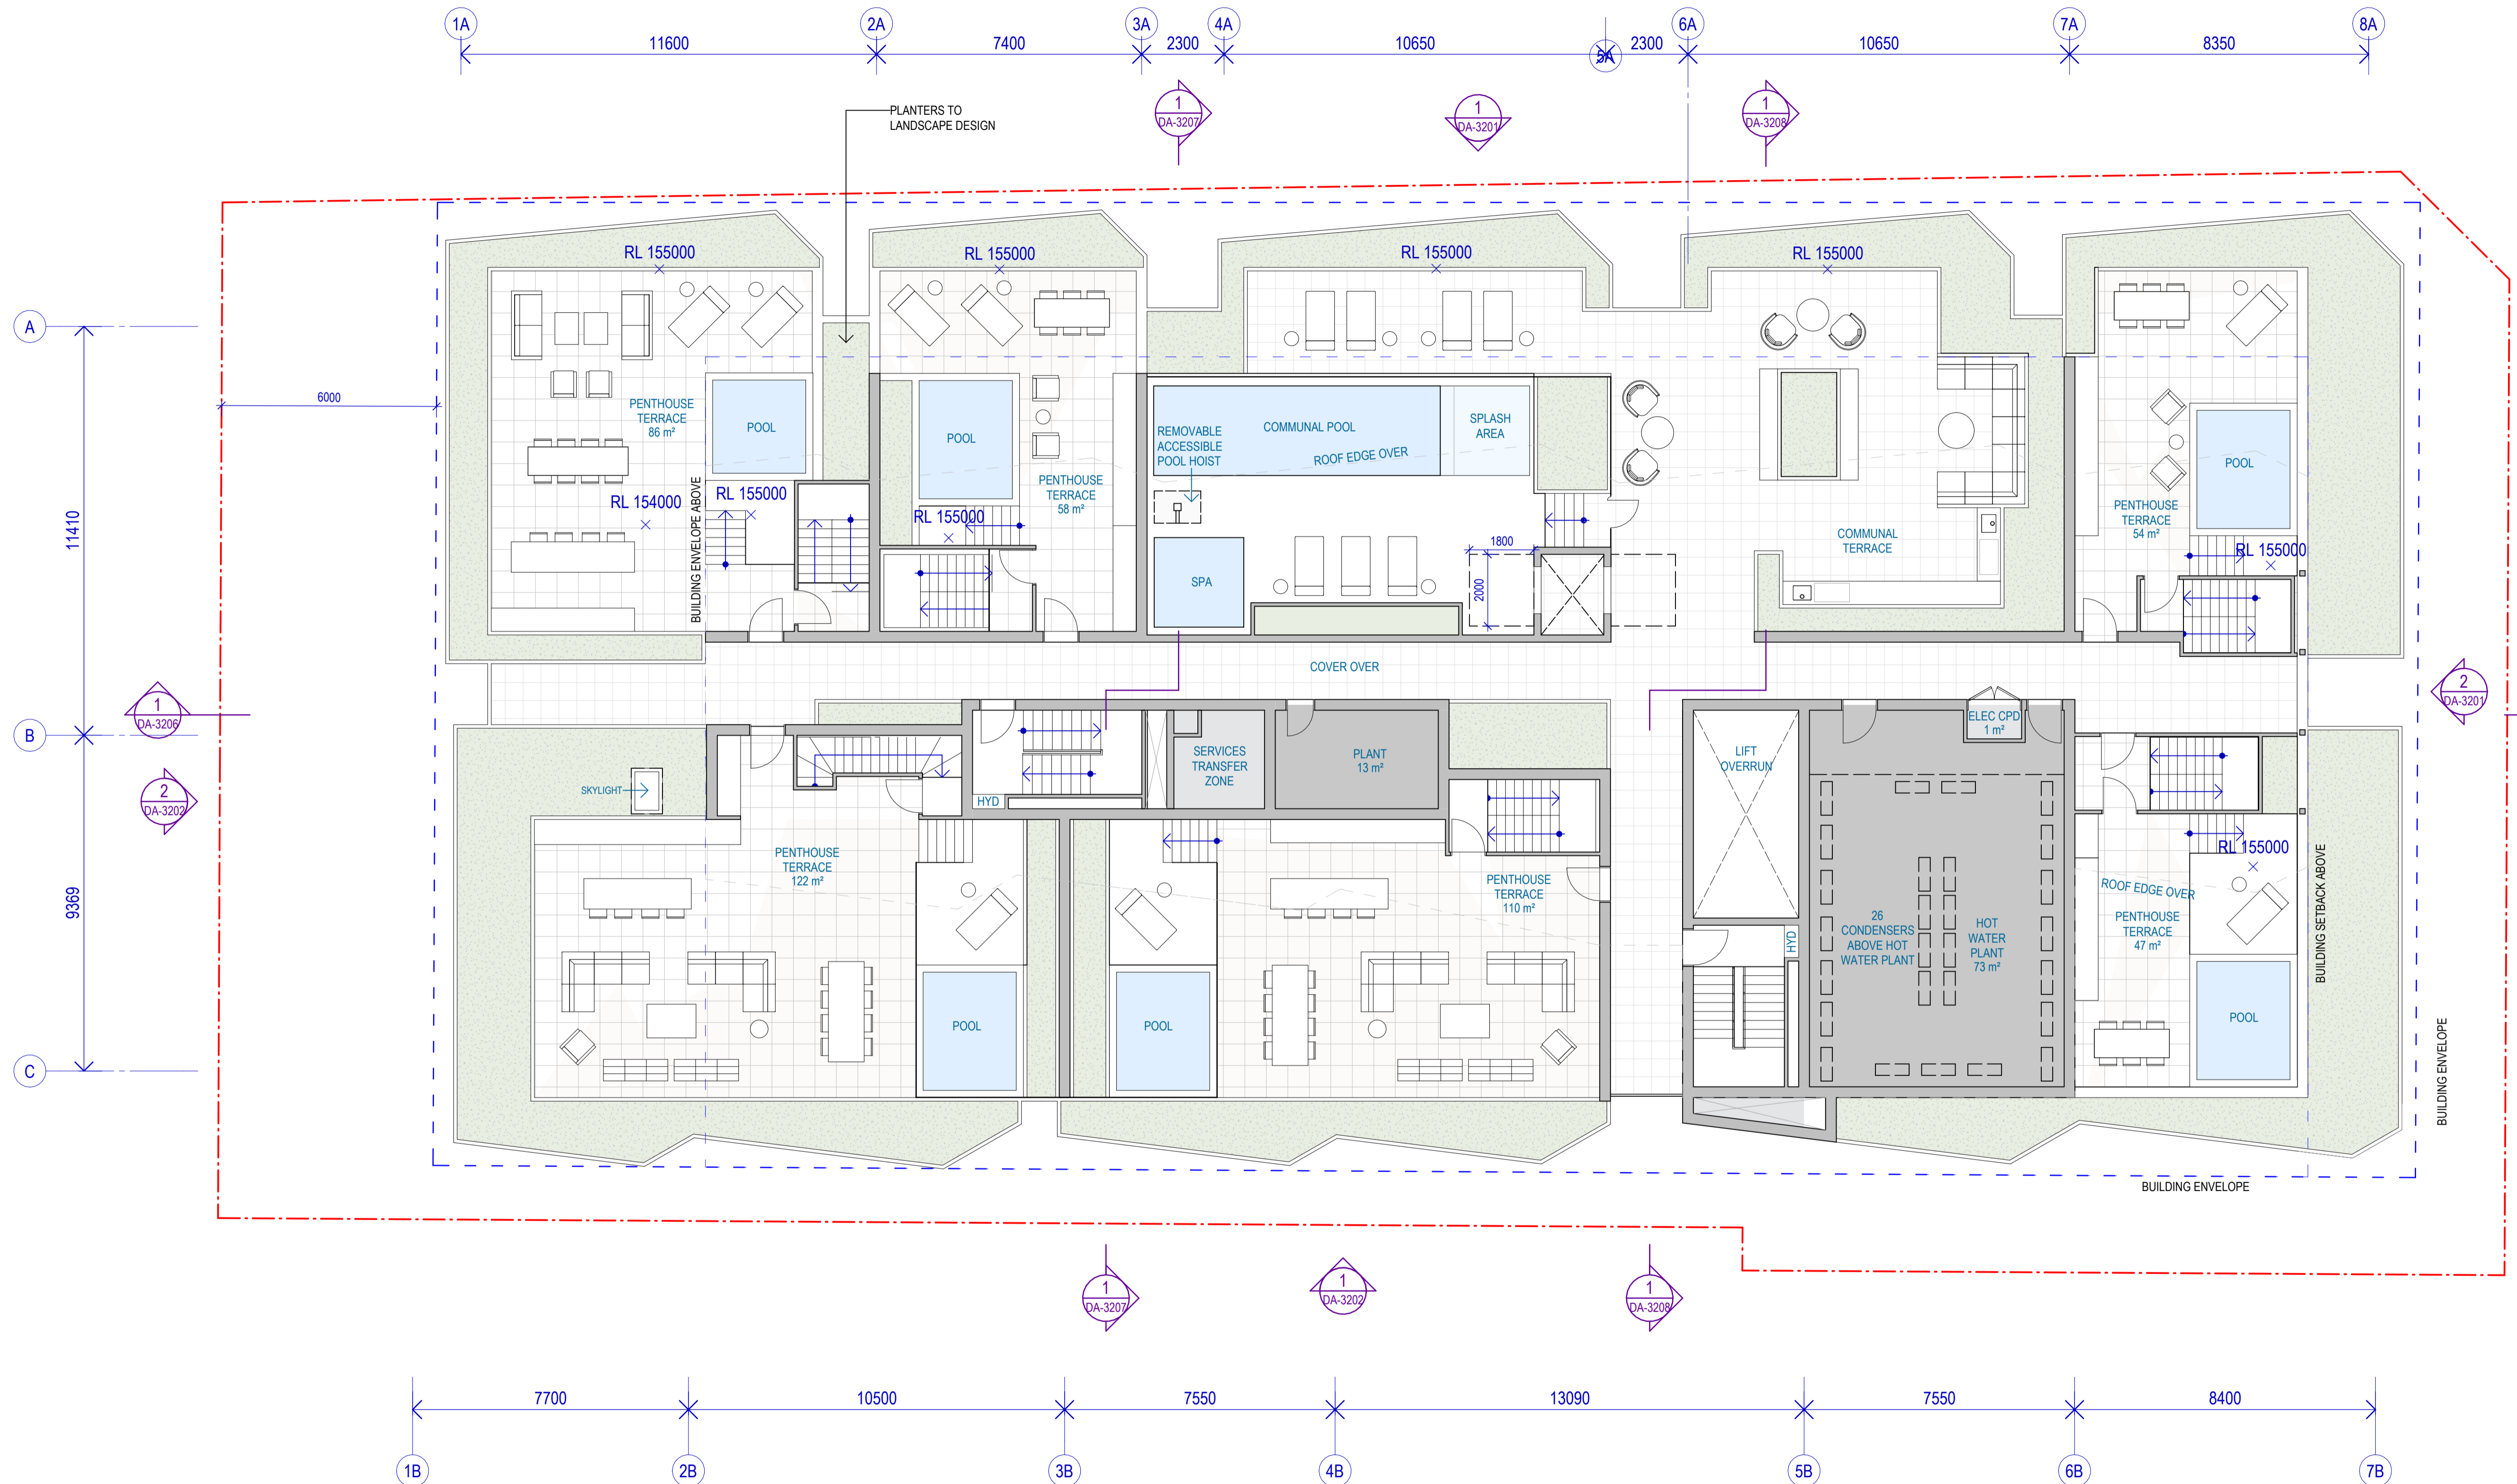 1A
2A
3A
4A
5A
6A
7A
8A
11600
7400
2300
10650
2300
10650
8350
PLANTERS TO
LANDSCAPE DESIGN
1
DA-3207
1
DA-3201
1
DA-3208
RL 155000
RL 155000
RL 155000
RL 155000
A
6000
PENTHOUSE
TERRACE
86 m²
POOL
POOL
REMOVABLE
ACCESSIBLE
POOL HOIST
COMMUNAL POOL
SPLASH
AREA
ROOF EDGE OVER
POOL
PENTHOUSE
TERRACE
58 m²
RL 154000
RL 155000
RL 155000
BUILDING ENVELOPE ABOVE
11410
PENTHOUSE
TERRACE
54 m²
COMMUNAL
TERRACE
RL 155000
1800
2000
SPA
COVER OVER
1
DA-3206
2
DA-3201
B
ELEC CPD
1 m²
SERVICES
TRANSFER
ZONE
PLANT
13 m²
LIFT
OVERRUN
SKYLIGHT
HYD
2
DA-3202
PENTHOUSE
TERRACE
122 m²
PENTHOUSE
TERRACE
110 m²
RL 155000
ROOF EDGE OVER
BUILDING SETBACK ABOVE
9369
26
CONDENSERS
ABOVE HOT
WATER PLANT
HOT
WATER
PLANT
73 m²
HYD
PENTHOUSE
TERRACE
47 m²
POOL
POOL
POOL
C
BUILDING ENVELOPE
BUILDING ENVELOPE
1
DA-3207
1
DA-3202
1
DA-3208
7700
10500
7550
13090
7550
8400
1B
2B
3B
4B
5B
6B
7B